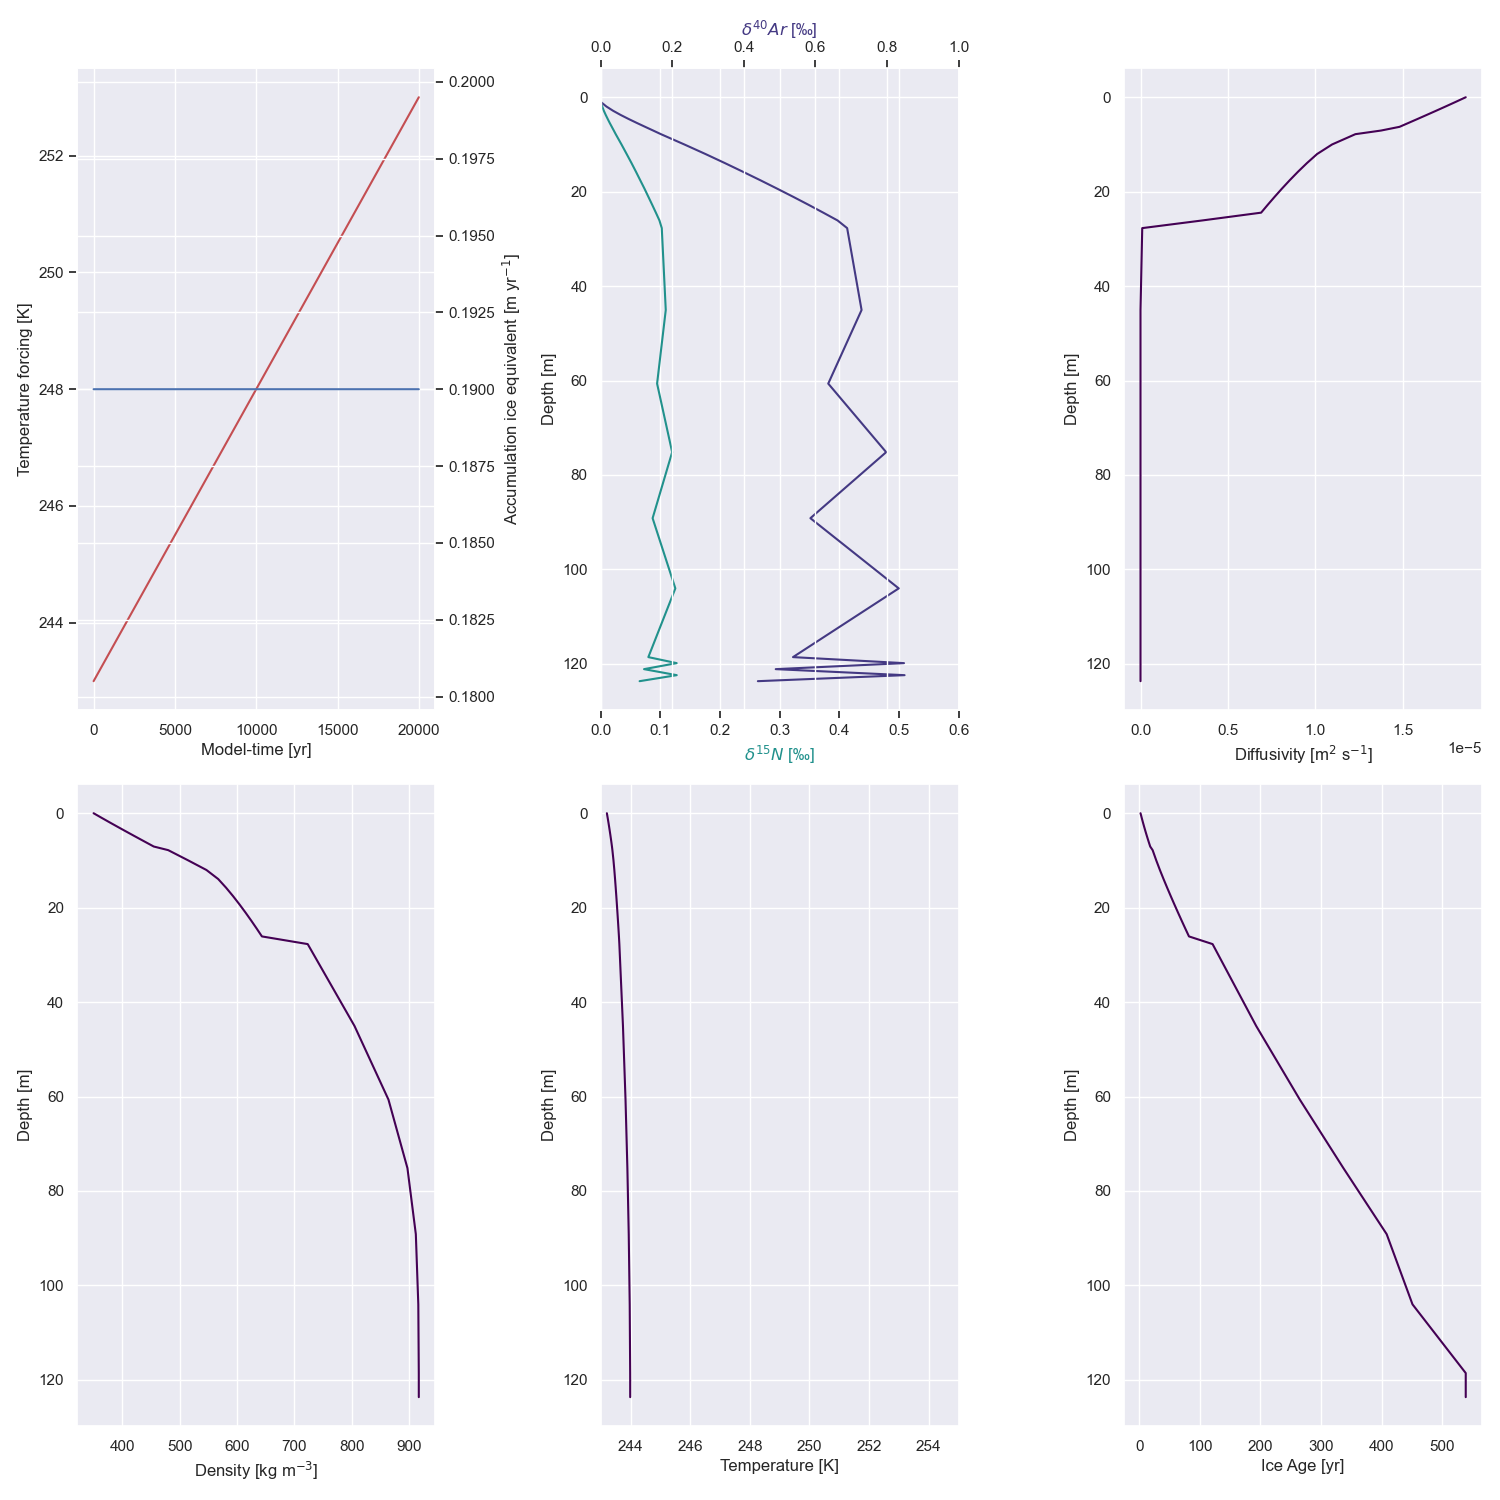 δ⁴⁰Ar [‰]
0.0 0.2 0.4 0.6 0.8 1.0
252
250
248
246
244
Temperature forcing [K]
0 5000 10000 15000 20000
Model-time [yr]
0.2000
0.1975
0.1950
0.1925
0.1900
0.1875
0.1850
0.1825
0.1800
Accumulation ice equivalent [m yr⁻¹]
0
20
40
60
80
100
120
Depth [m]
0.0 0.1 0.2 0.3 0.4 0.5 0.6
δ¹⁵N [‰]
0
20
40
60
80
100
120
Depth [m]
0.0 0.5 1.0 1.5
1e−5
Diffusivity [m² s⁻¹]
0
20
40
60
80
100
120
Depth [m]
400 500 600 700 800 900
Density [kg m⁻³]
0
20
40
60
80
100
120
Depth [m]
244 246 248 250 252 254
Temperature [K]
0
20
40
60
80
100
120
Depth [m]
0 100 200 300 400 500
Ice Age [yr]